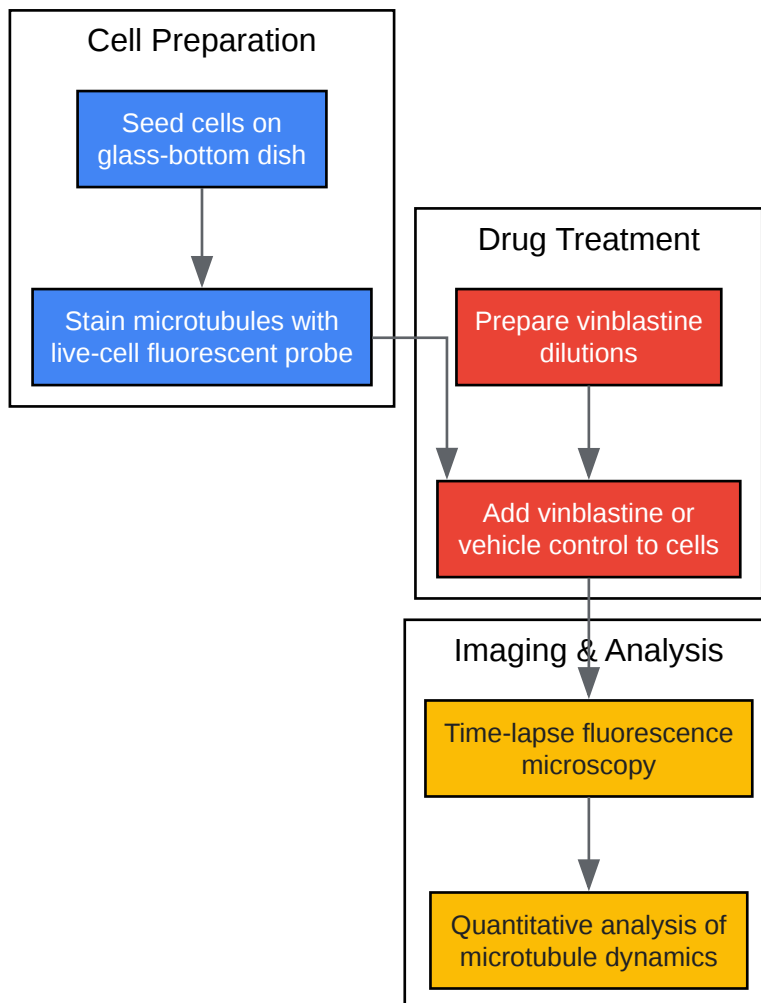 Cell Preparation
Seed cells on
glass-bottom dish
Stain microtubules with
live-cell fluorescent probe
Drug Treatment
Prepare vinblastine
dilutions
Add vinblastine or
vehicle control to cells
Imaging & Analysis
Time-lapse fluorescence
microscopy
Quantitative analysis of
microtubule dynamics